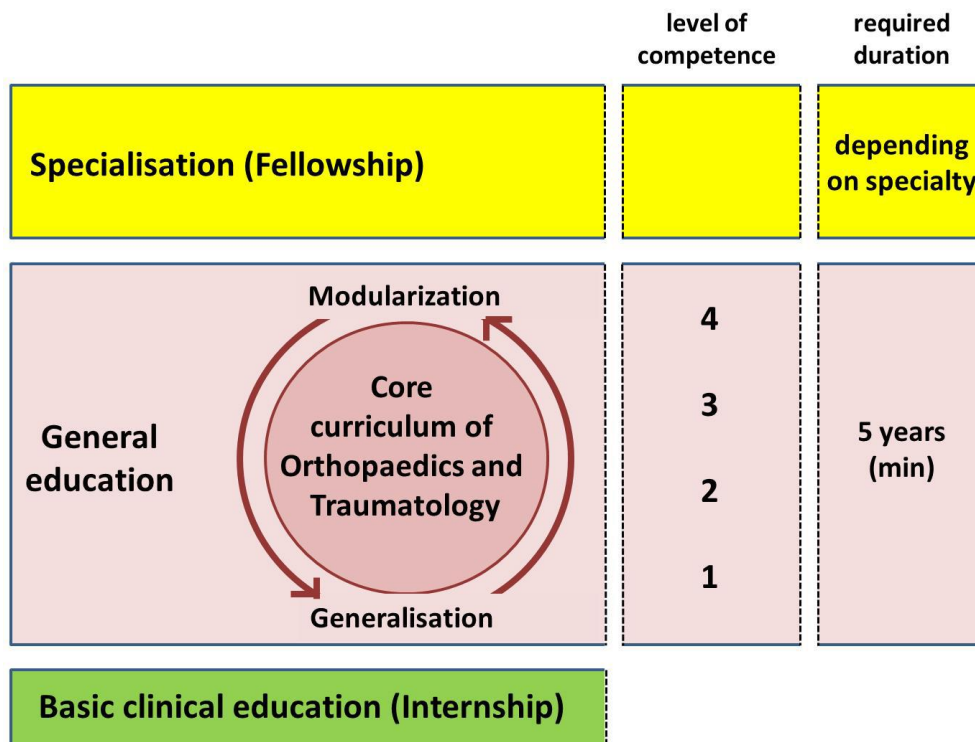 level of
competence
required
duration
Specialisation (Fellowship)
depending
on specialty
Modularization
Core
curriculum of
Orthopaedics and
Traumatology
Generalisation
General
education
4
3
2
1
5 years
(min)
Basic clinical education (Internship)